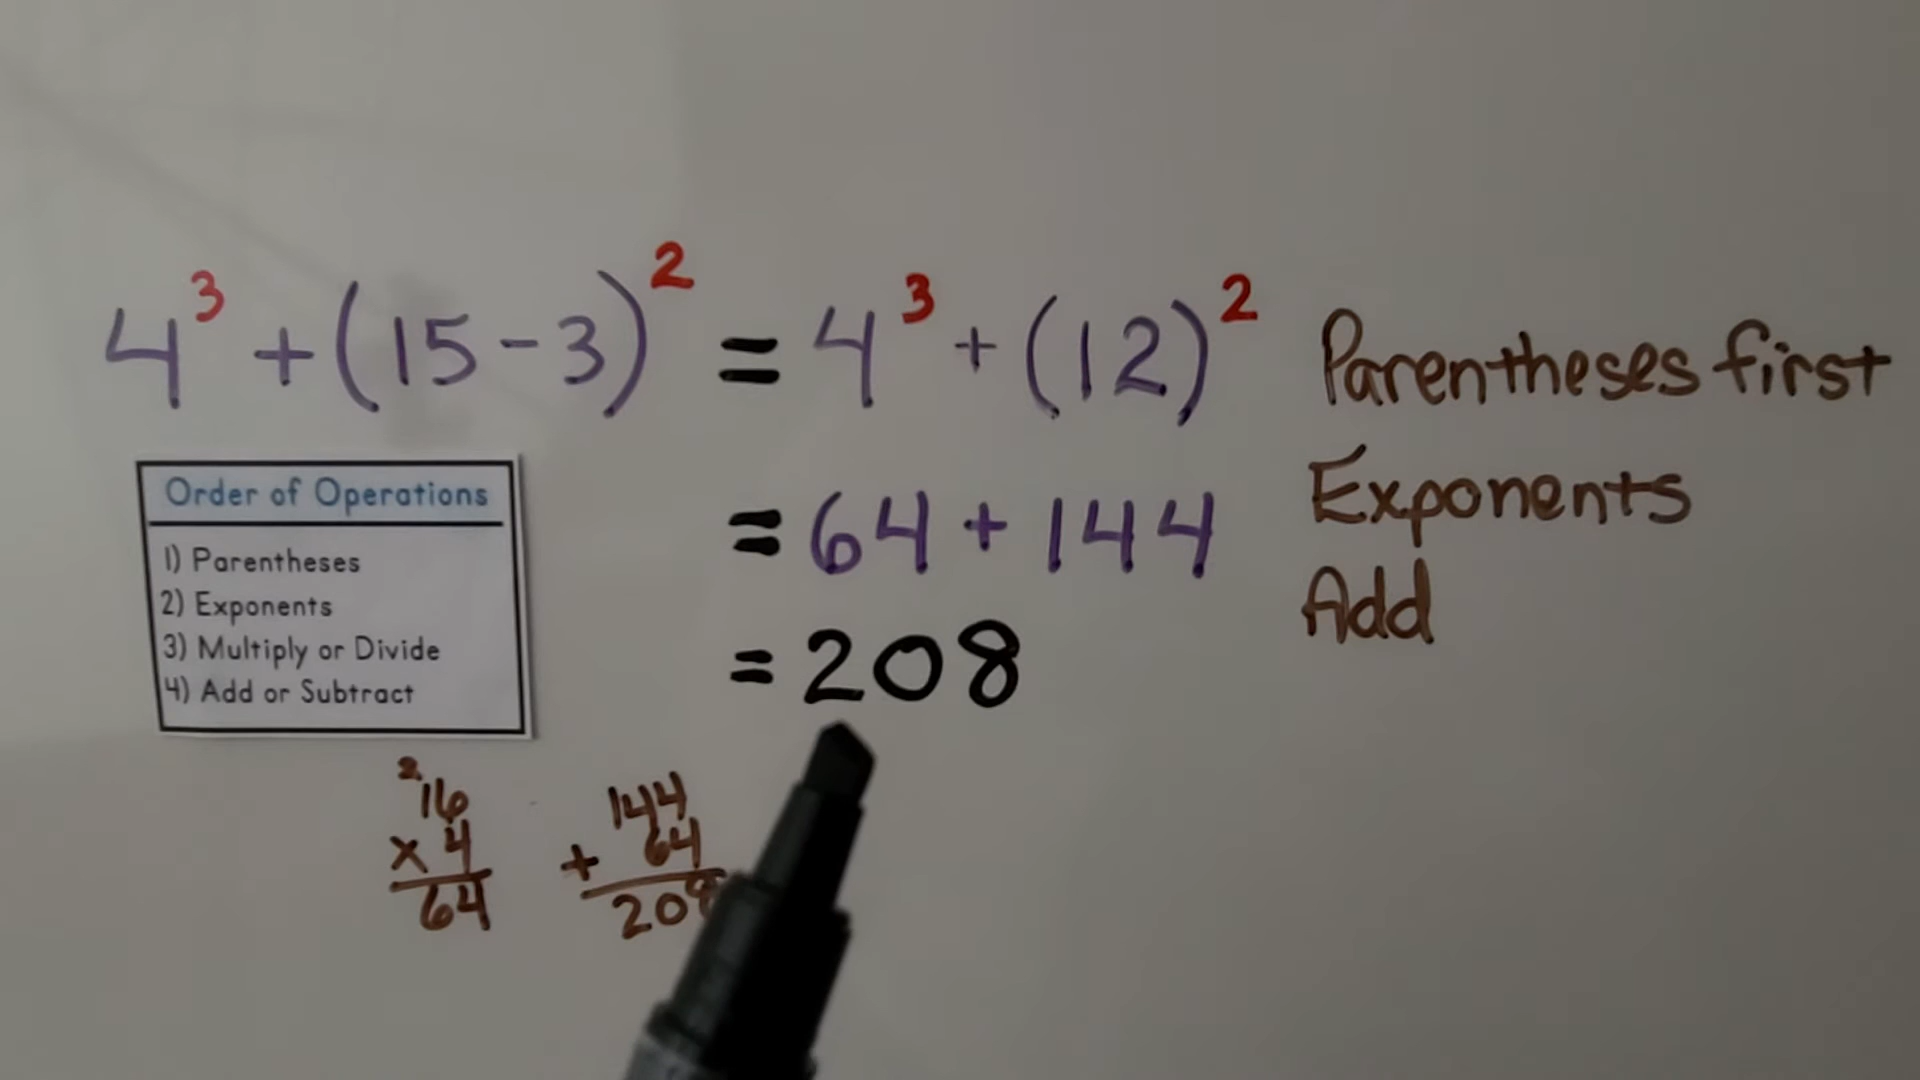 4³ + (15 - 3)² = 4³ + (12)² Parentheses first
= 64 + 144 Exponents
= 208 Add
Order of Operations
1) Parentheses
2) Exponents
3) Multiply or Divide
4) Add or Subtract
2
16
× 4
64
144
+ 64
208